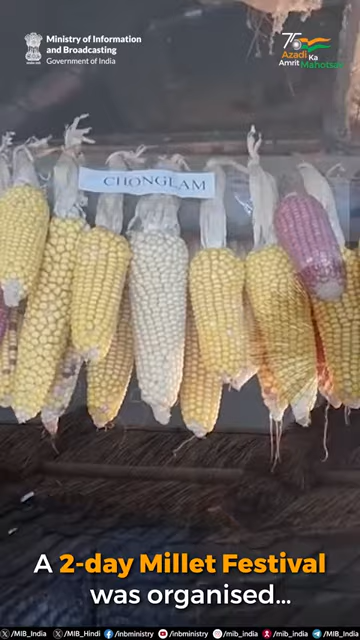 Ministry of Information
and Broadcasting
Government of India
75
Azadi Ka
Amrit Mahotsav
CHONGLAM
A 2-day Millet Festival
was organised...
/MIB_India /MIB_Hindi /inbministry /inbministry /mib_india /mib_india /inbministry /MIB_India